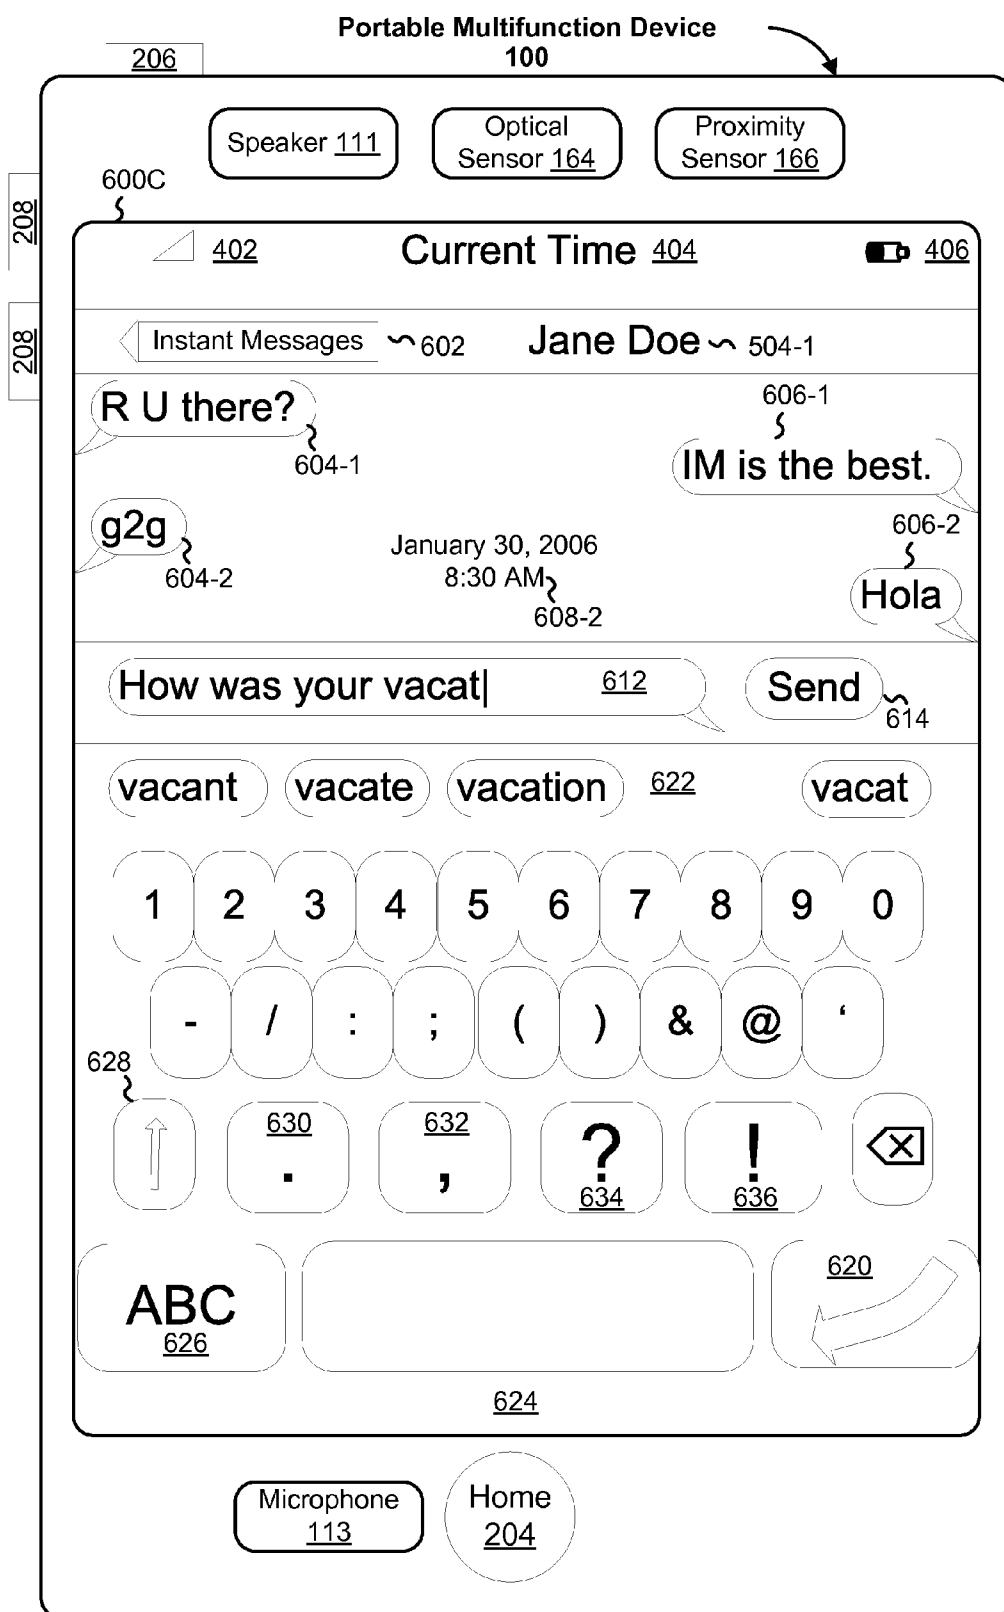 Portable Multifunction Device
100
206
Speaker 111
Optical
Sensor 164
Proximity
Sensor 166
600C
208
208
402
Current Time 404
406
Instant Messages
602
Jane Doe
504-1
R U there?
604-1
606-1
IM is the best.
g2g
604-2
January 30, 2006
8:30 AM
608-2
606-2
Hola
How was your vacat
612
Send
614
vacant
vacate
vacation
622
vacat
1 2 3 4 5 6 7 8 9 0
- / : ; ( ) & @ ‘
628
630
.
632
,
?
634
!
636
ABC
626
620
624
Microphone
113
Home
204